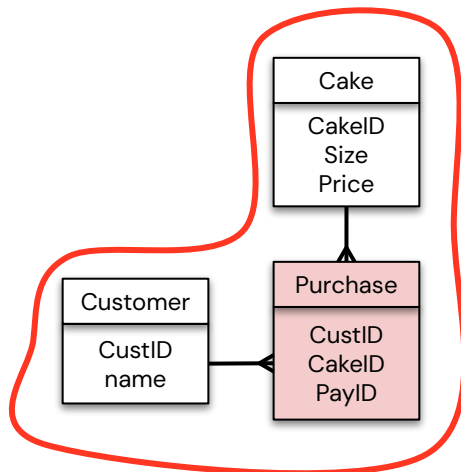 Cake
CakeID
Size
Price
Purchase
CustID
CakeID
PayID
Customer
CustID
name